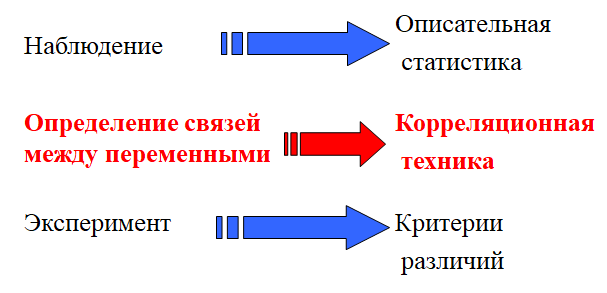 Наблюдение
Описательная
статистика
Определение связей
между переменными
Корреляционная
техника
Эксперимент
Критерии
различий